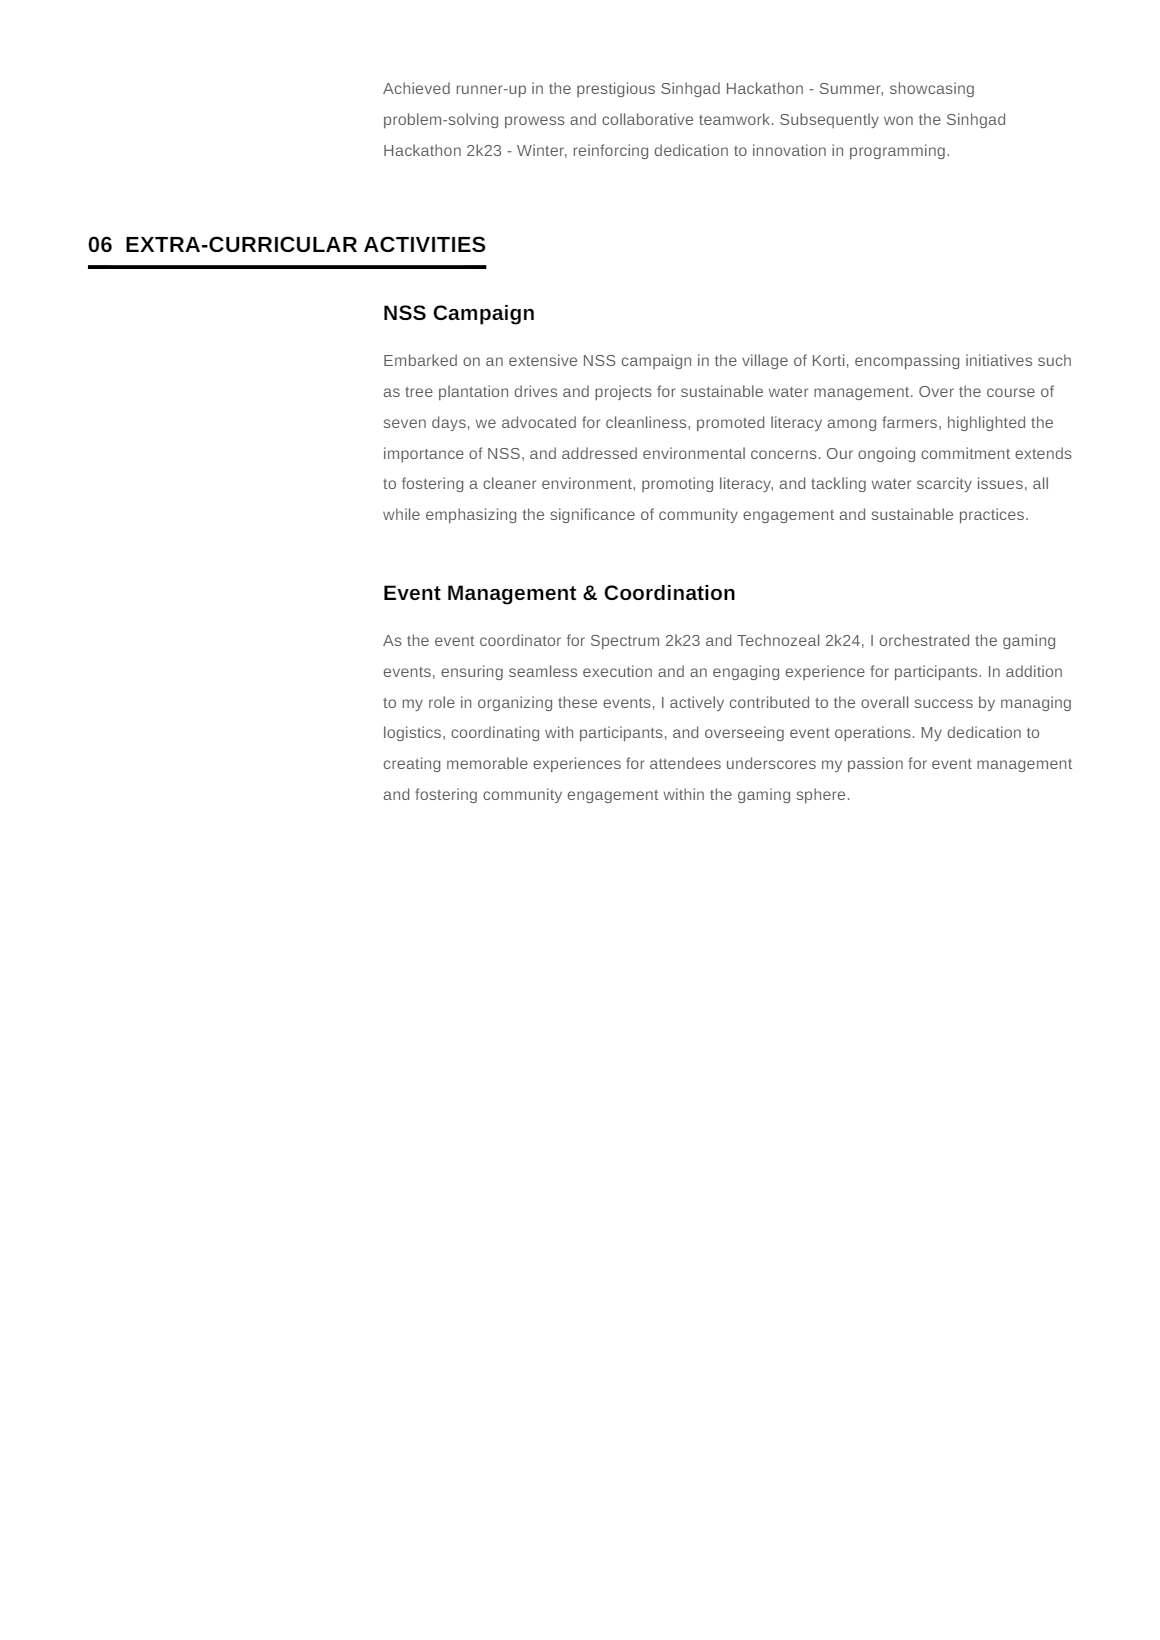 Achieved runner-up in the prestigious Sinhgad Hackathon - Summer, showcasing
problem-solving prowess and collaborative teamwork. Subsequently won the Sinhgad
Hackathon 2k23 - Winter, reinforcing dedication to innovation in programming.
06 EXTRA-CURRICULAR ACTIVITIES
NSS Campaign
Embarked on an extensive NSS campaign in the village of Korti, encompassing initiatives such
as tree plantation drives and projects for sustainable water management. Over the course of
seven days, we advocated for cleanliness, promoted literacy among farmers, highlighted the
importance of NSS, and addressed environmental concerns. Our ongoing commitment extends
to fostering a cleaner environment, promoting literacy, and tackling water scarcity issues, all
while emphasizing the significance of community engagement and sustainable practices.
Event Management & Coordination
As the event coordinator for Spectrum 2k23 and Technozeal 2k24, I orchestrated the gaming
events, ensuring seamless execution and an engaging experience for participants. In addition
to my role in organizing these events, I actively contributed to the overall success by managing
logistics, coordinating with participants, and overseeing event operations. My dedication to
creating memorable experiences for attendees underscores my passion for event management
and fostering community engagement within the gaming sphere.